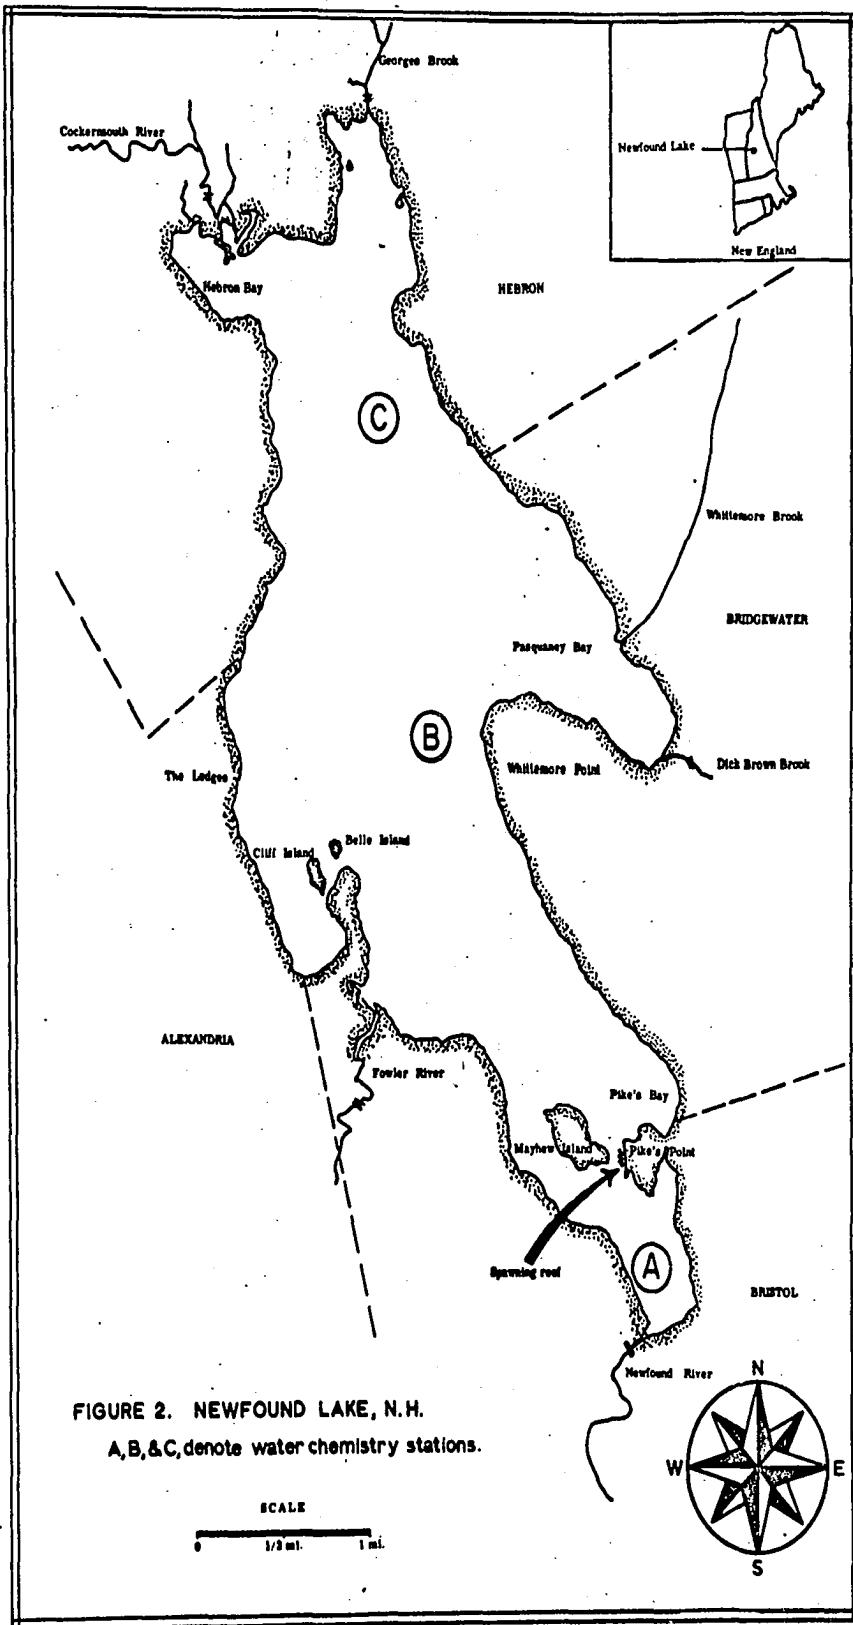 Georges Brook
Cockermouth River
Newfound Lake
New England
Hebron Bay
HEBRON
C
Whittemore Brook
BRIDGEWATER
Pasquaney Bay
B
Whittemore Point
Dick Brown Brook
The Ledges
Belle Island
Cliff Island
ALEXANDRIA
Fowler River
Pike's Bay
Mayhew Island
Pike's Point
Spawning reef
A
BRISTOL
Newfound River
FIGURE 2. NEWFOUND LAKE, N.H.
A,B,&C, denote water chemistry stations.
N
W E
S
SCALE
0 1/2 mi. 1 mi.